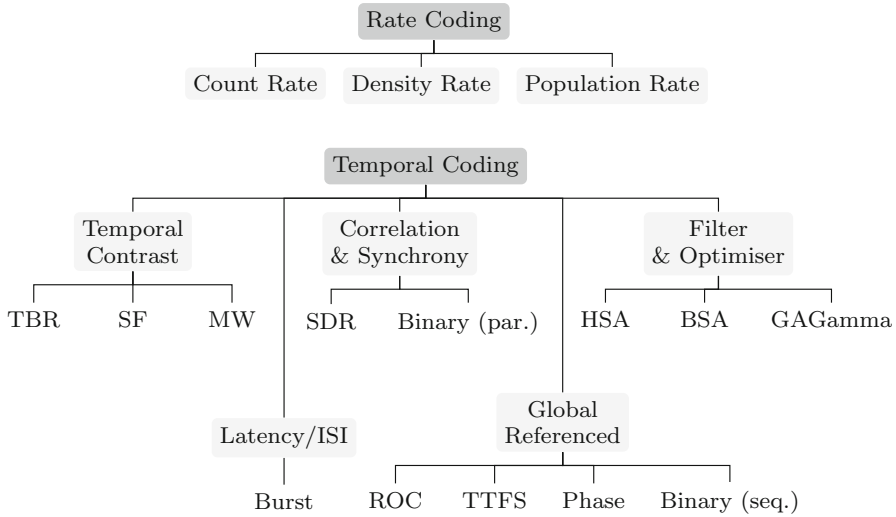 Rate Coding
Count Rate
Density Rate
Population Rate
Temporal Coding
Temporal
Contrast
Correlation
& Synchrony
Filter
& Optimiser
TBR
SF
MW
SDR
Binary (par.)
HSA
BSA
GAGamma
Latency/ISI
Global
Referenced
Burst
ROC
TTFS
Phase
Binary (seq.)